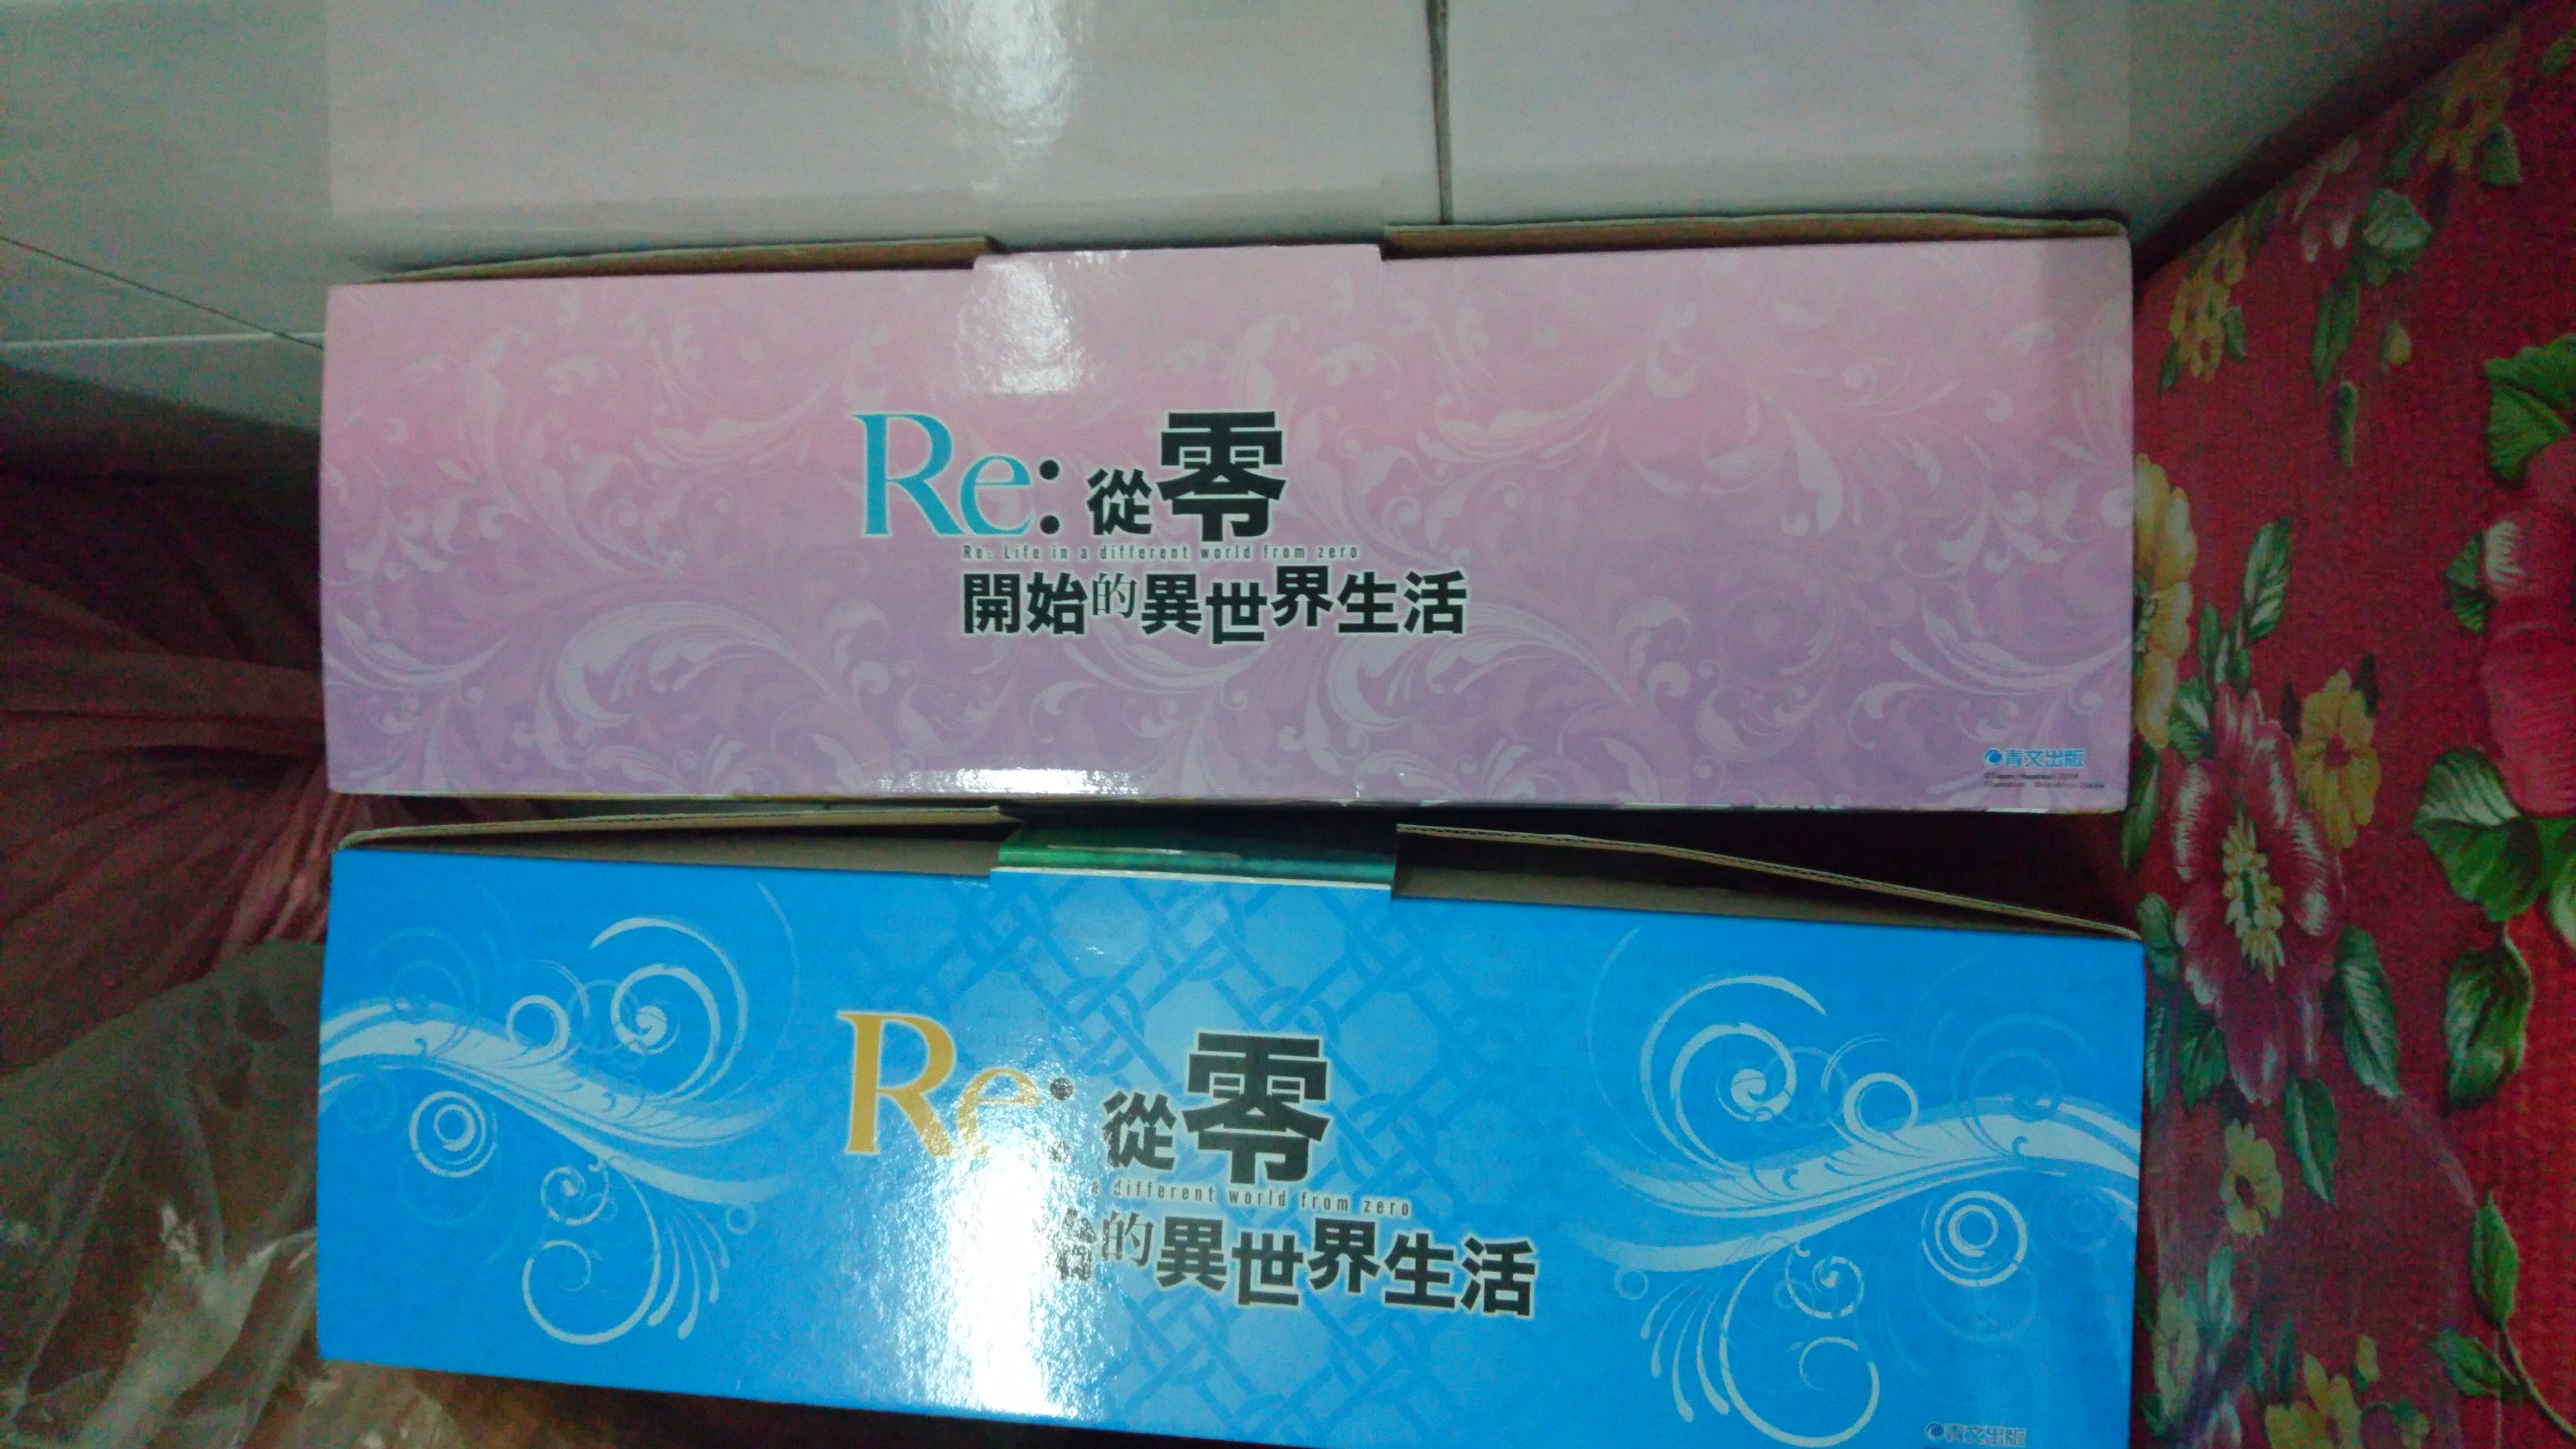 Re:從零
Re: Life in a different world from zero
開始的異世界生活
青文出版
Re:從零
a different world from zero
的異世界生活
青文出版